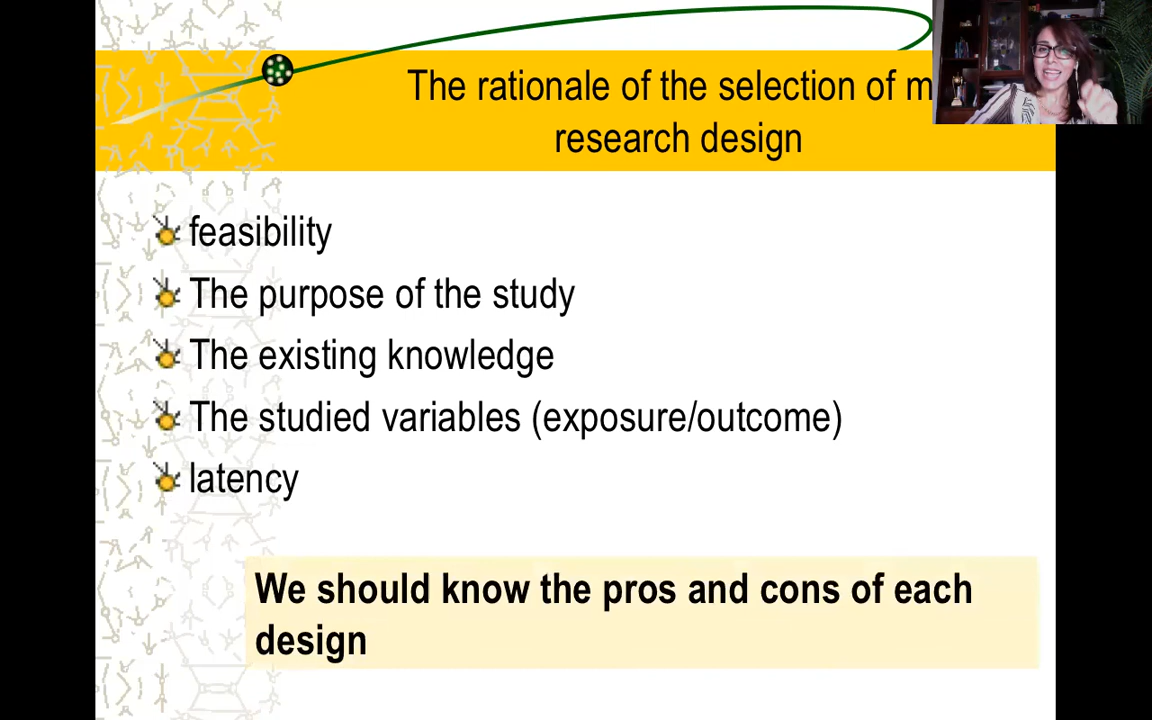 The rationale of the selection of m
research design
feasibility
The purpose of the study
The existing knowledge
The studied variables (exposure/outcome)
latency
We should know the pros and cons of each
design